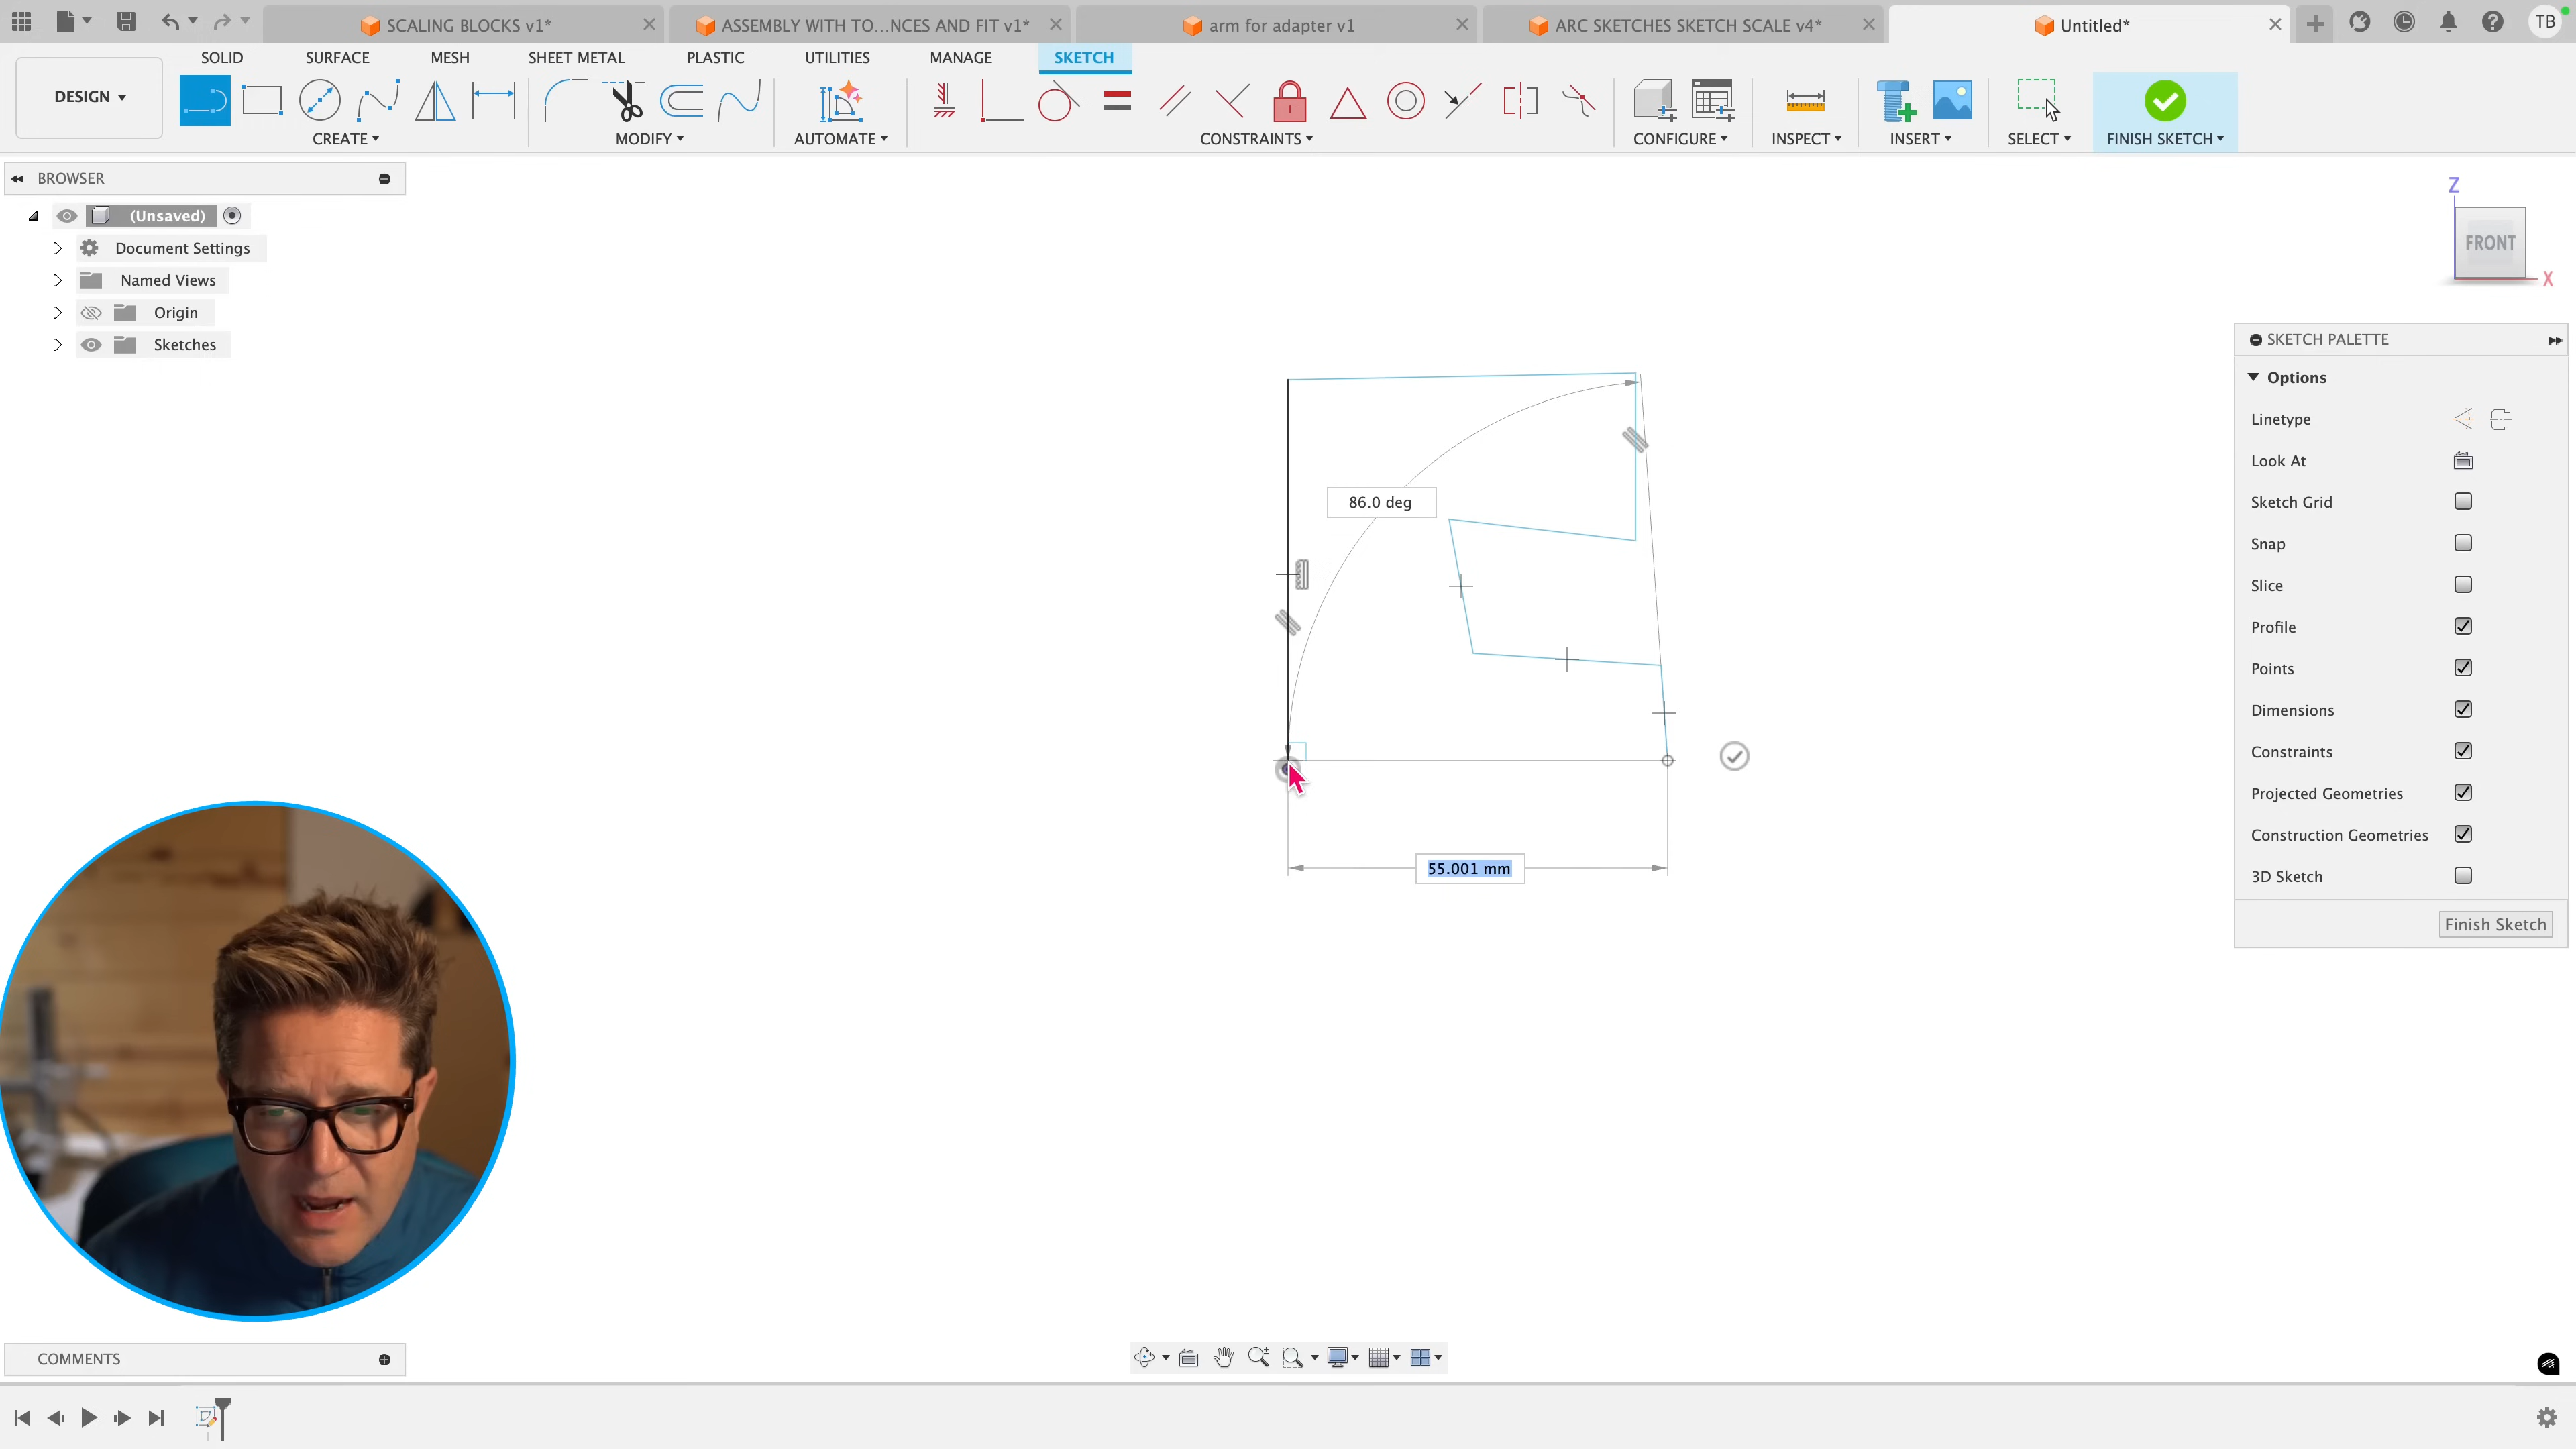 SCALING BLOCKS v1*
ASSEMBLY WITH TO...NCES AND FIT v1*
arm for adapter v1
ARC SKETCHES SKETCH SCALE v4*
Untitled*
TB
SOLID
SURFACE
MESH
SHEET METAL
PLASTIC
UTILITIES
MANAGE
SKETCH
DESIGN
CREATE
MODIFY
AUTOMATE
CONSTRAINTS
CONFIGURE
INSPECT
INSERT
SELECT
FINISH SKETCH
BROWSER
(Unsaved)
Document Settings
Named Views
Origin
Sketches
Z
FRONT
X
SKETCH PALETTE
Options
Linetype
Look At
Sketch Grid
Snap
Slice
Profile
Points
Dimensions
Constraints
Projected Geometries
Construction Geometries
3D Sketch
Finish Sketch
86.0 deg
55.001 mm
COMMENTS